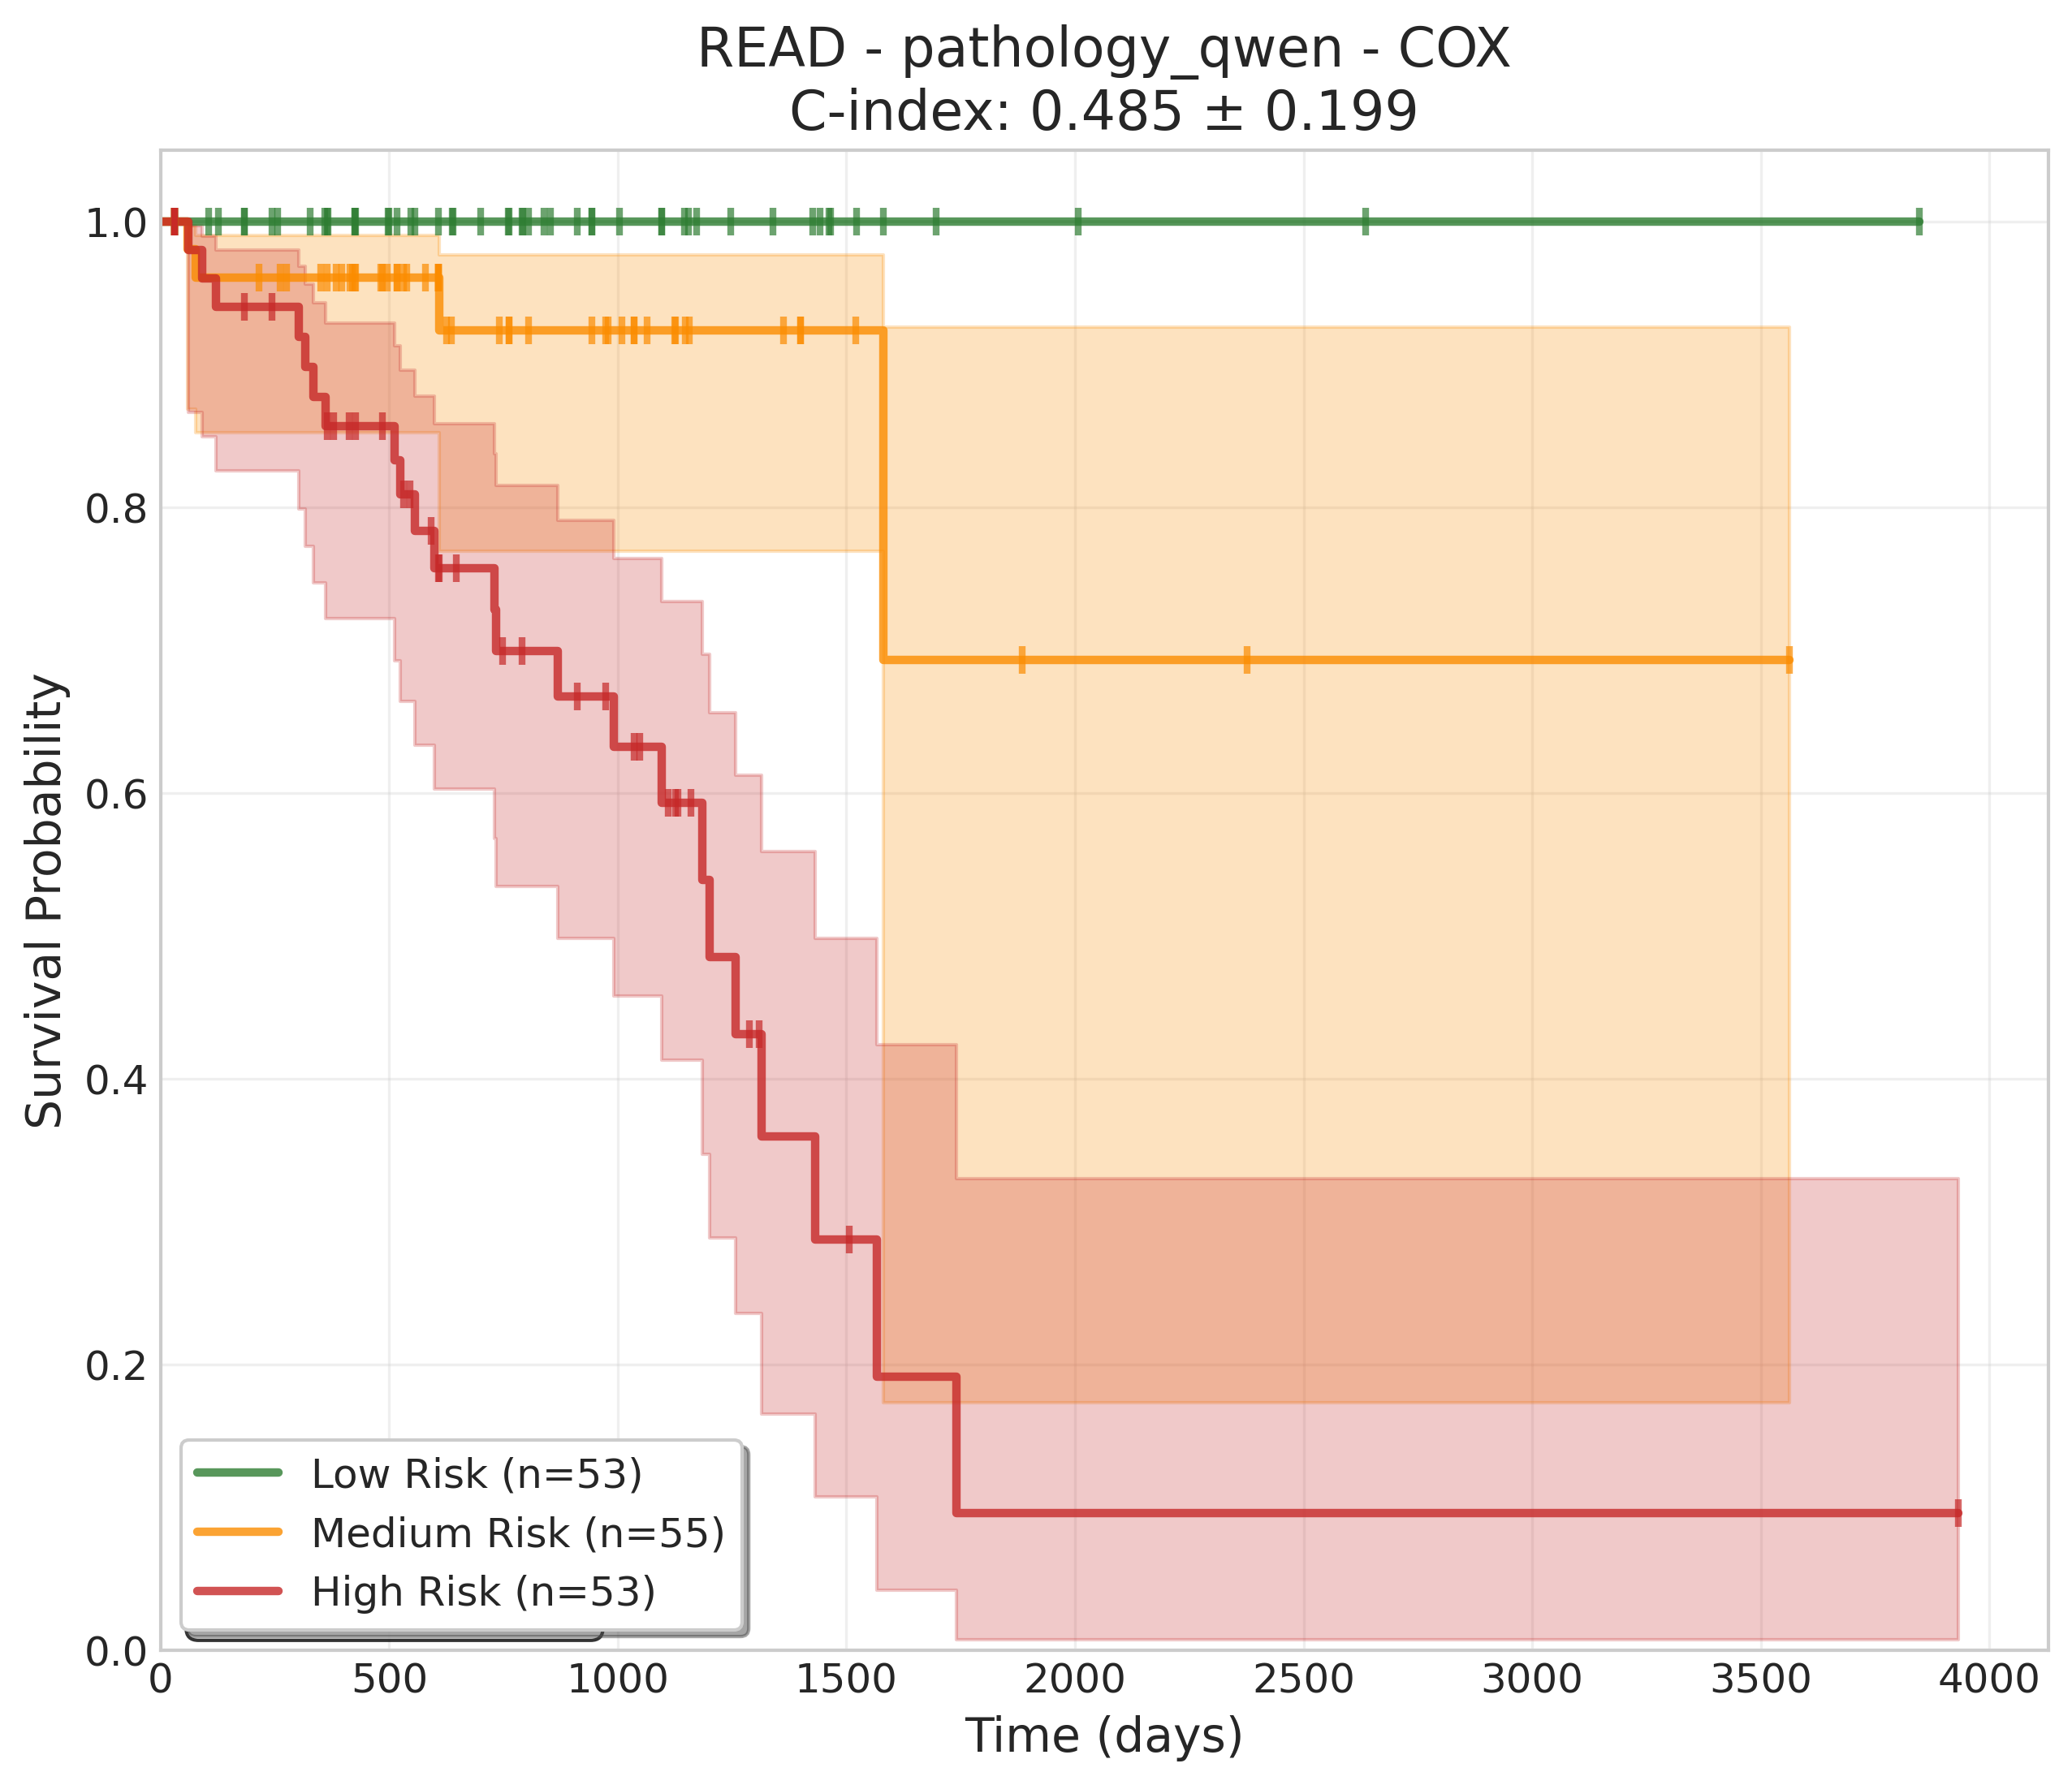 READ - pathology_qwen - COX
C-index: 0.485 ± 0.199
Survival Probability
1.0
0.8
0.6
0.4
0.2
0.0
Low Risk (n=53)
Medium Risk (n=55)
High Risk (n=53)
0 500 1000 1500 2000 2500 3000 3500 4000
Time (days)